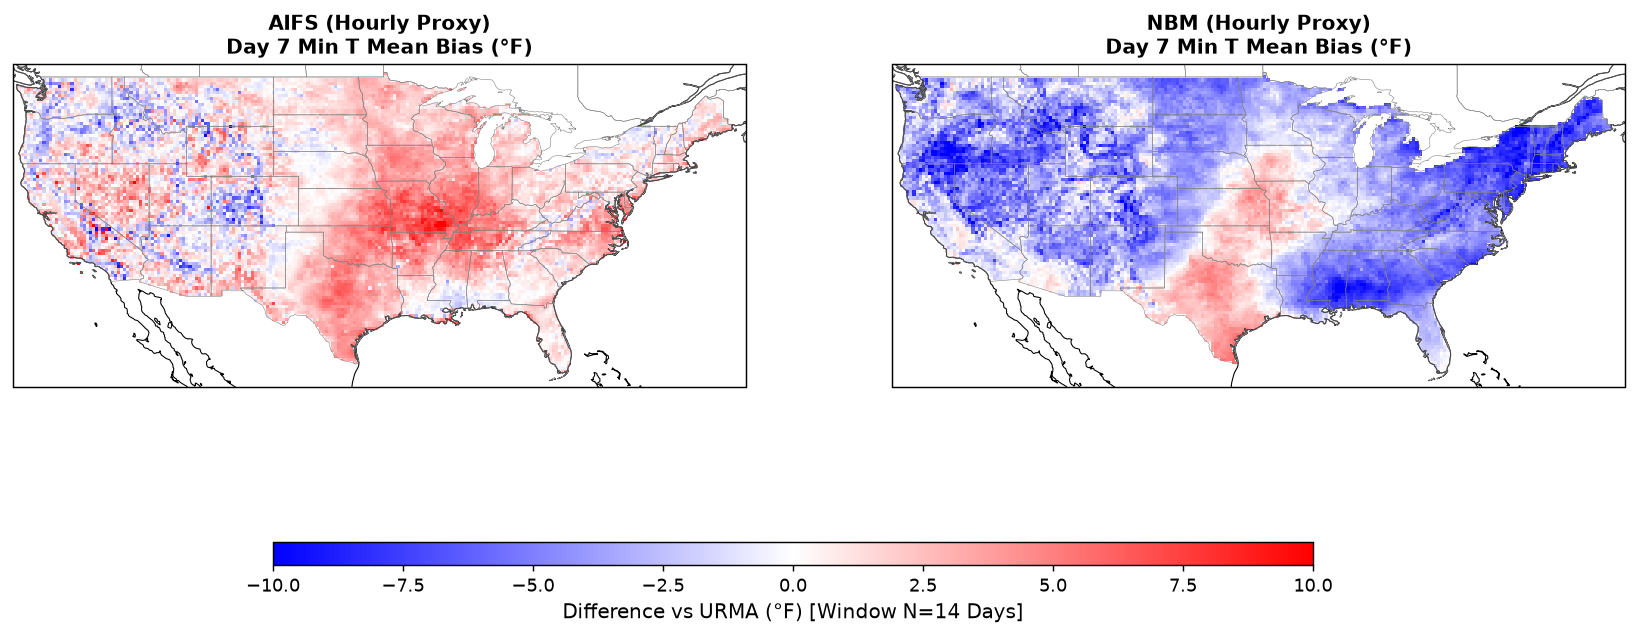 AIFS (Hourly Proxy)
Day 7 Min T Mean Bias (°F)
NBM (Hourly Proxy)
Day 7 Min T Mean Bias (°F)
−10.0 −7.5 −5.0 −2.5 0.0 2.5 5.0 7.5 10.0
Difference vs URMA (°F) [Window N=14 Days]